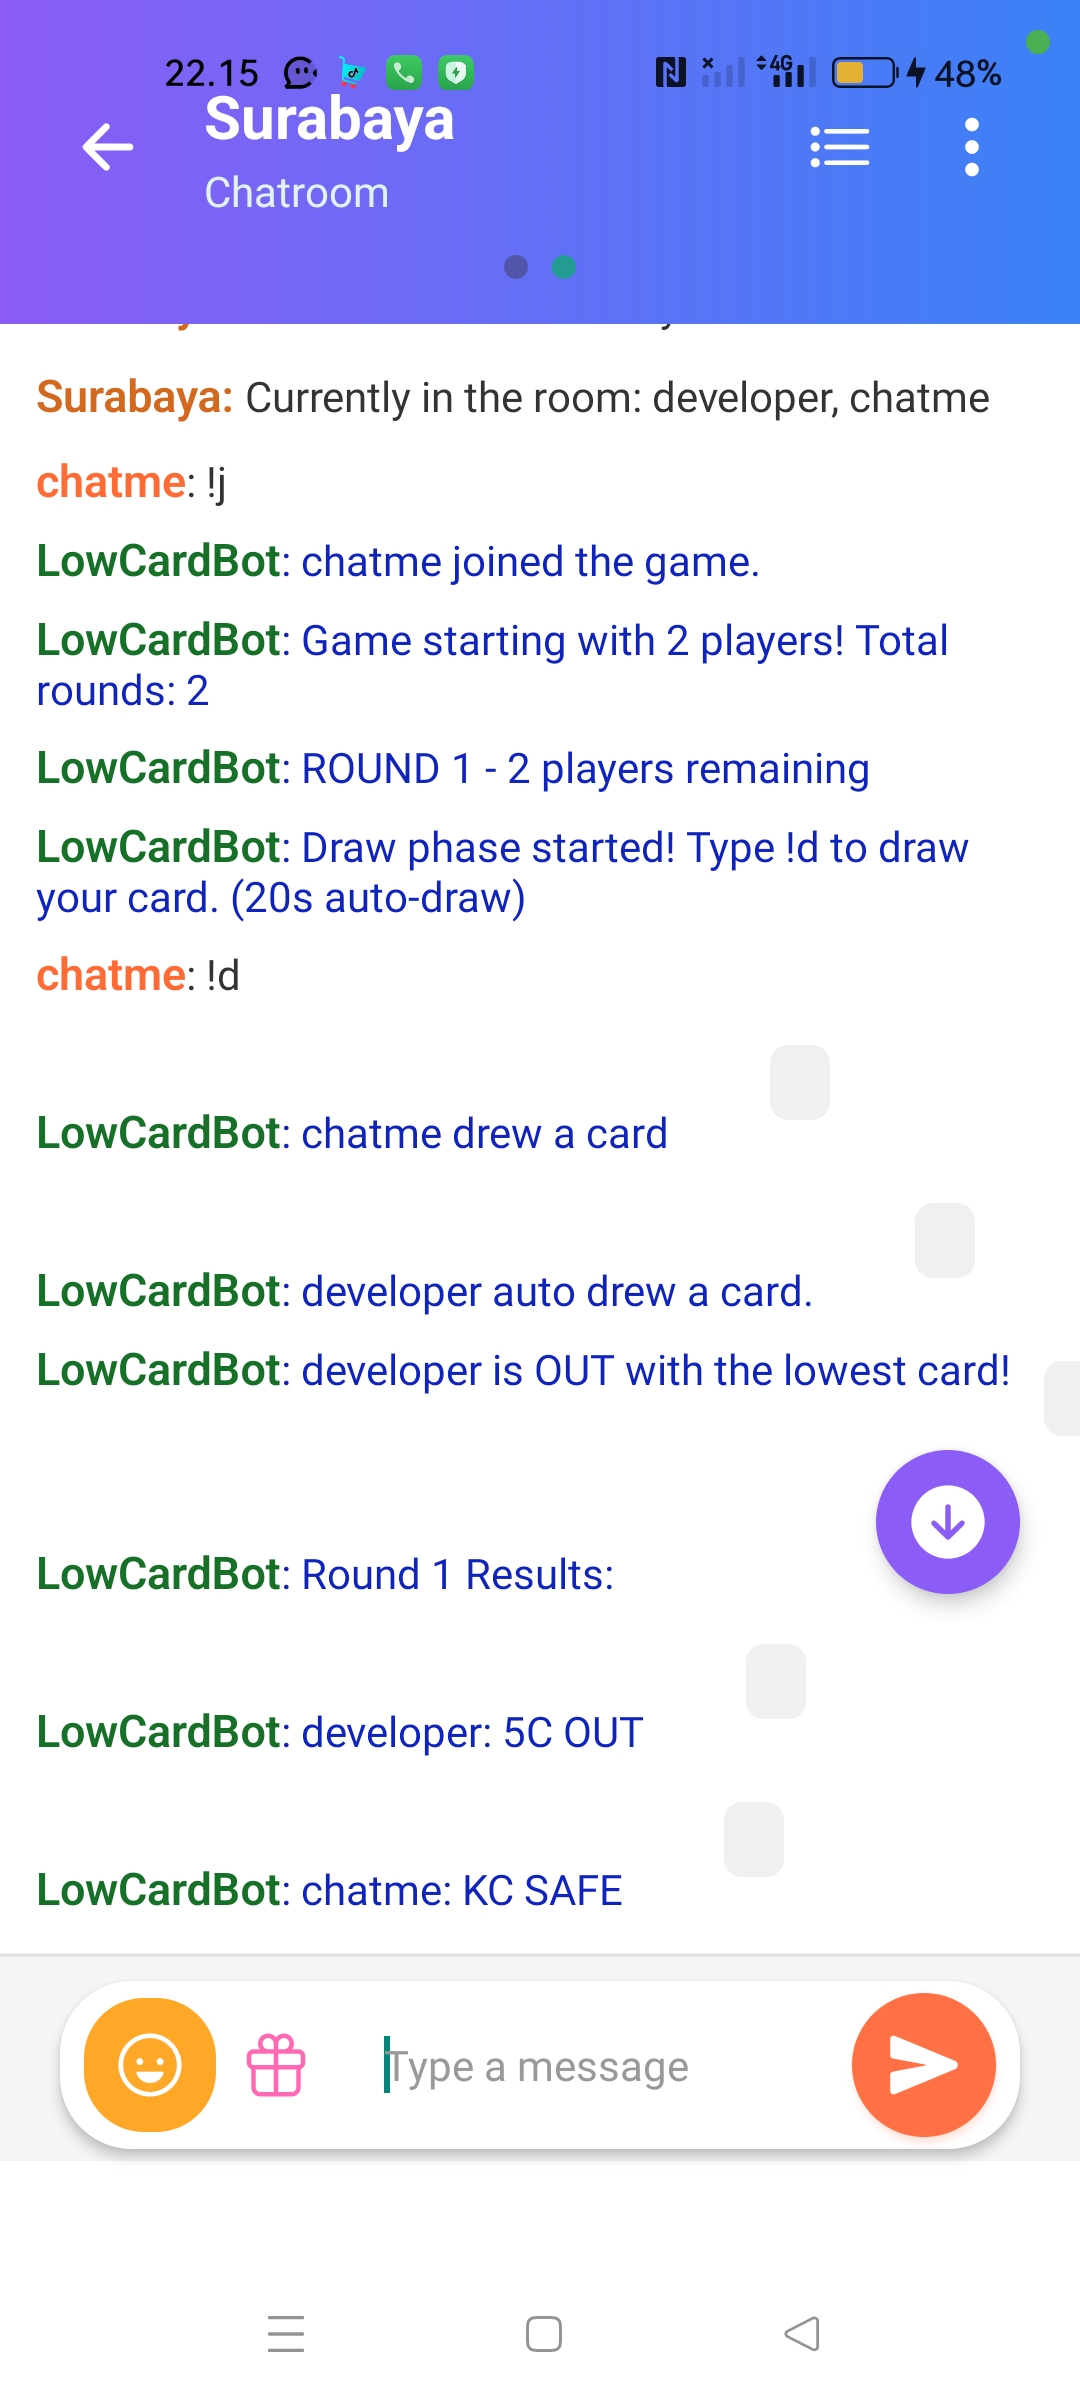 22.15
4G
48%
Surabaya
Chatroom
Surabaya: Currently in the room: developer, chatme
chatme: !j
LowCardBot: chatme joined the game.
LowCardBot: Game starting with 2 players! Total
rounds: 2
LowCardBot: ROUND 1 - 2 players remaining
LowCardBot: Draw phase started! Type !d to draw
your card. (20s auto-draw)
chatme: !d
LowCardBot: chatme drew a card
LowCardBot: developer auto drew a card.
LowCardBot: developer is OUT with the lowest card!
LowCardBot: Round 1 Results:
LowCardBot: developer: 5C OUT
LowCardBot: chatme: KC SAFE
Type a message